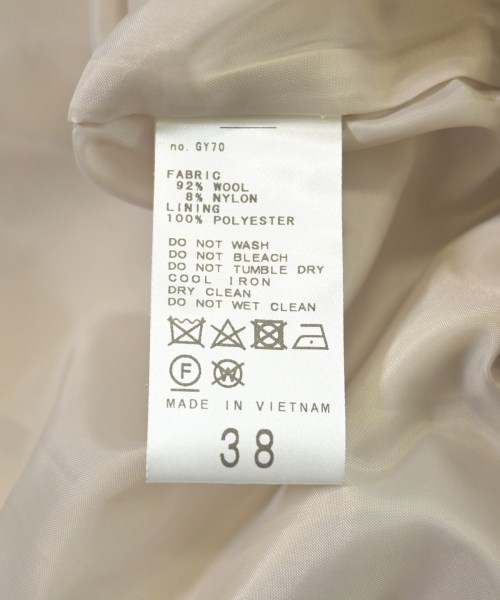 no. GY70
FABRIC
92% WOOL
8% NYLON
LINING
100% POLYESTER
DO NOT WASH
DO NOT BLEACH
DO NOT TUMBLE DRY
COOL IRON
DRY CLEAN
DO NOT WET CLEAN
F W
MADE IN VIETNAM
38